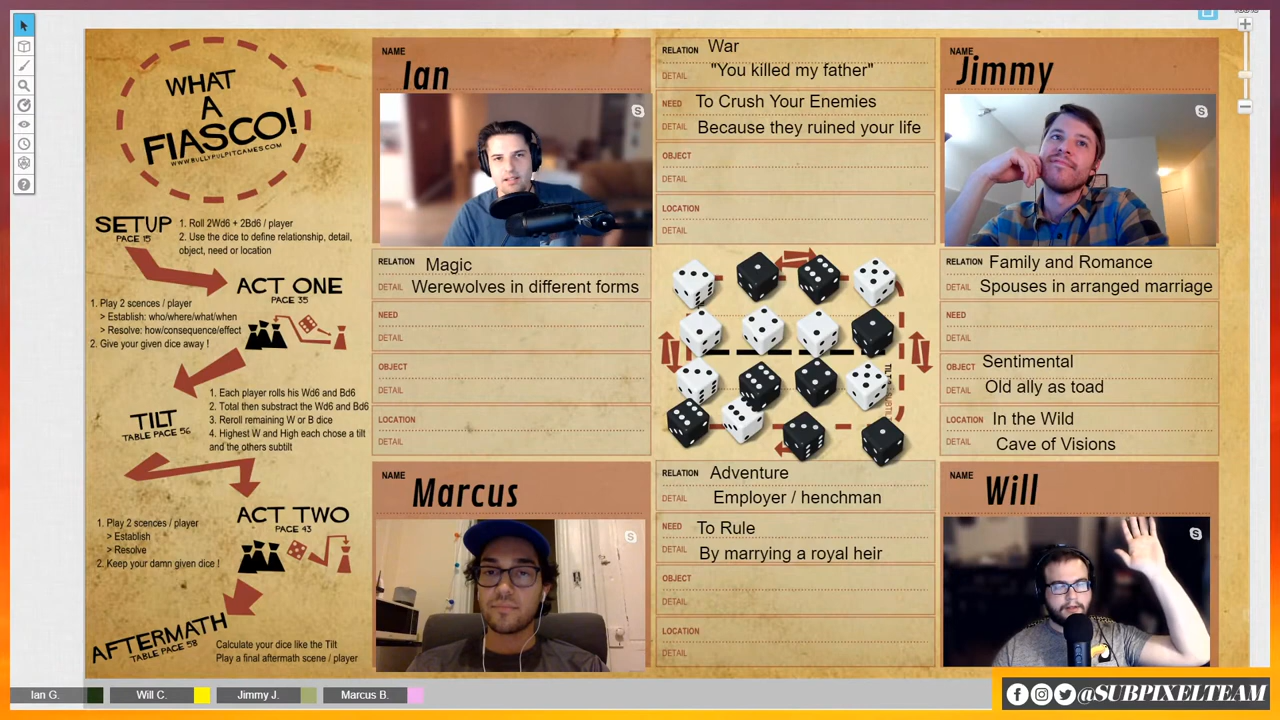 WHAT
A
FIASCO!
WWW.BULLYPULPITGAMES.COM
SETUP
PAGE 15
1. Roll 2Wd6 + 2Bd6 / player
2. Use the dice to define relationship, detail,
object, need or location
ACT ONE
PAGE 35
1. Play 2 scences / player
> Establish: who/where/what/when
> Resolve: how/consequence/effect
2. Give your given dice away !
TILT
TABLE PAGE 56
1. Each player rolls his Wd6 and Bd6
2. Total then substract the Wd6 and Bd6
3. Reroll remaining W or B dice
4. Highest W and High each chose a tilt
and the others subtilt
ACT TWO
PAGE 43
1. Play 2 scences / player
> Establish
> Resolve
2. Keep your damn given dice !
AFTERMATH
TABLE PAGE 58
Calculate your dice like the Tilt
Play a final aftermath scene / player
NAME
Ian
RELATION War
DETAIL "You killed my father"
NEED To Crush Your Enemies
DETAIL Because they ruined your life
OBJECT
DETAIL
LOCATION
DETAIL
NAME
Jimmy
RELATION Magic
DETAIL Werewolves in different forms
NEED
DETAIL
OBJECT
DETAIL
LOCATION
DETAIL
TILT
RELATION Family and Romance
DETAIL Spouses in arranged marriage
NEED
DETAIL
OBJECT Sentimental
DETAIL Old ally as toad
LOCATION In the Wild
DETAIL Cave of Visions
NAME
Marcus
RELATION Adventure
DETAIL Employer / henchman
NEED To Rule
DETAIL By marrying a royal heir
OBJECT
DETAIL
LOCATION
DETAIL
NAME
Will
Ian G.
Will C.
Jimmy J.
Marcus B.
@SUBPIXELTEAM